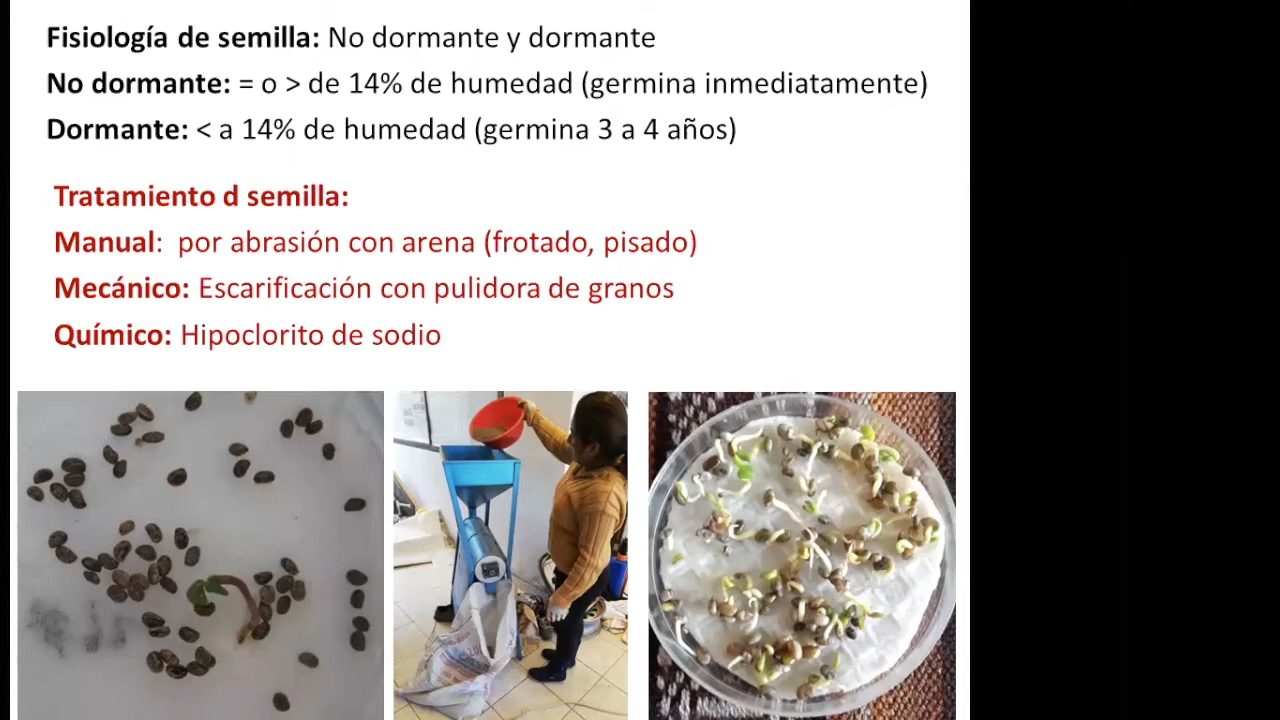 Fisiología de semilla: No dormante y dormante
No dormante: = o > de 14% de humedad (germina inmediatamente)
Dormante: < a 14% de humedad (germina 3 a 4 años)
Tratamiento d semilla:
Manual: por abrasión con arena (frotado, pisado)
Mecánico: Escarificación con pulidora de granos
Químico: Hipoclorito de sodio